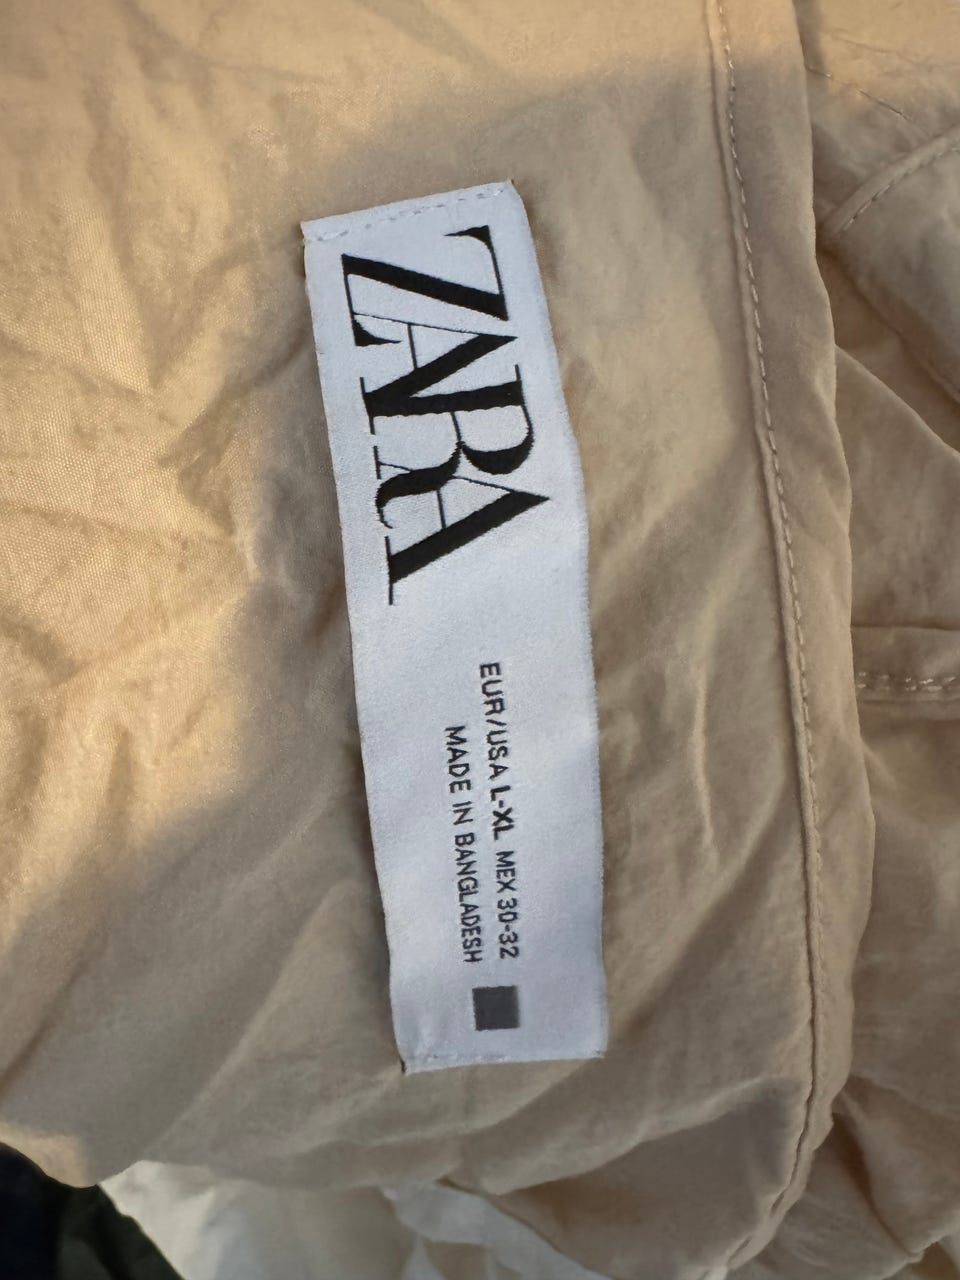 ZARA
EUR/USA L-XL MEX 30-32
MADE IN BANGLADESH